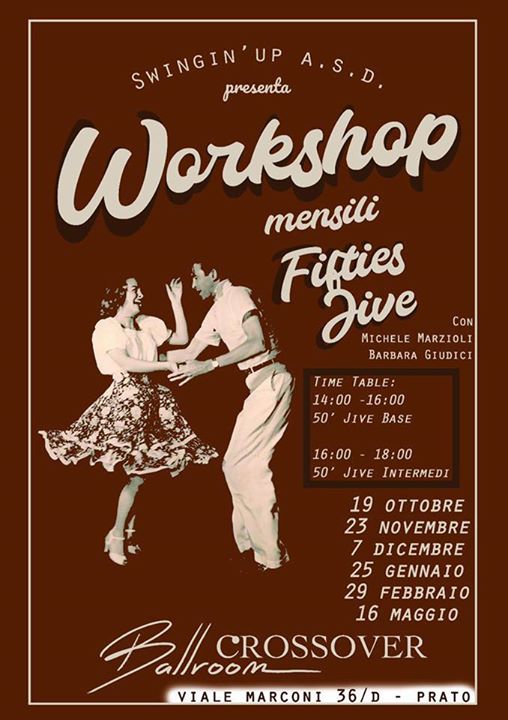 SWINGIN'UP A.S.D.
presenta
Workshop
mensili
Fifties
Jive
CON
MICHELE MARZIOLI
BARBARA GIUDICI
TIME TABLE:
14:00 -16:00
50' JIVE BASE
16:00 - 18:00
50' JIVE INTERMEDI
19 OTTOBRE
23 NOVEMBRE
7 DICEMBRE
25 GENNAIO
29 FEBBRAIO
16 MAGGIO
Ballroom CROSSOVER
VIALE MARCONI 36/D - PRATO